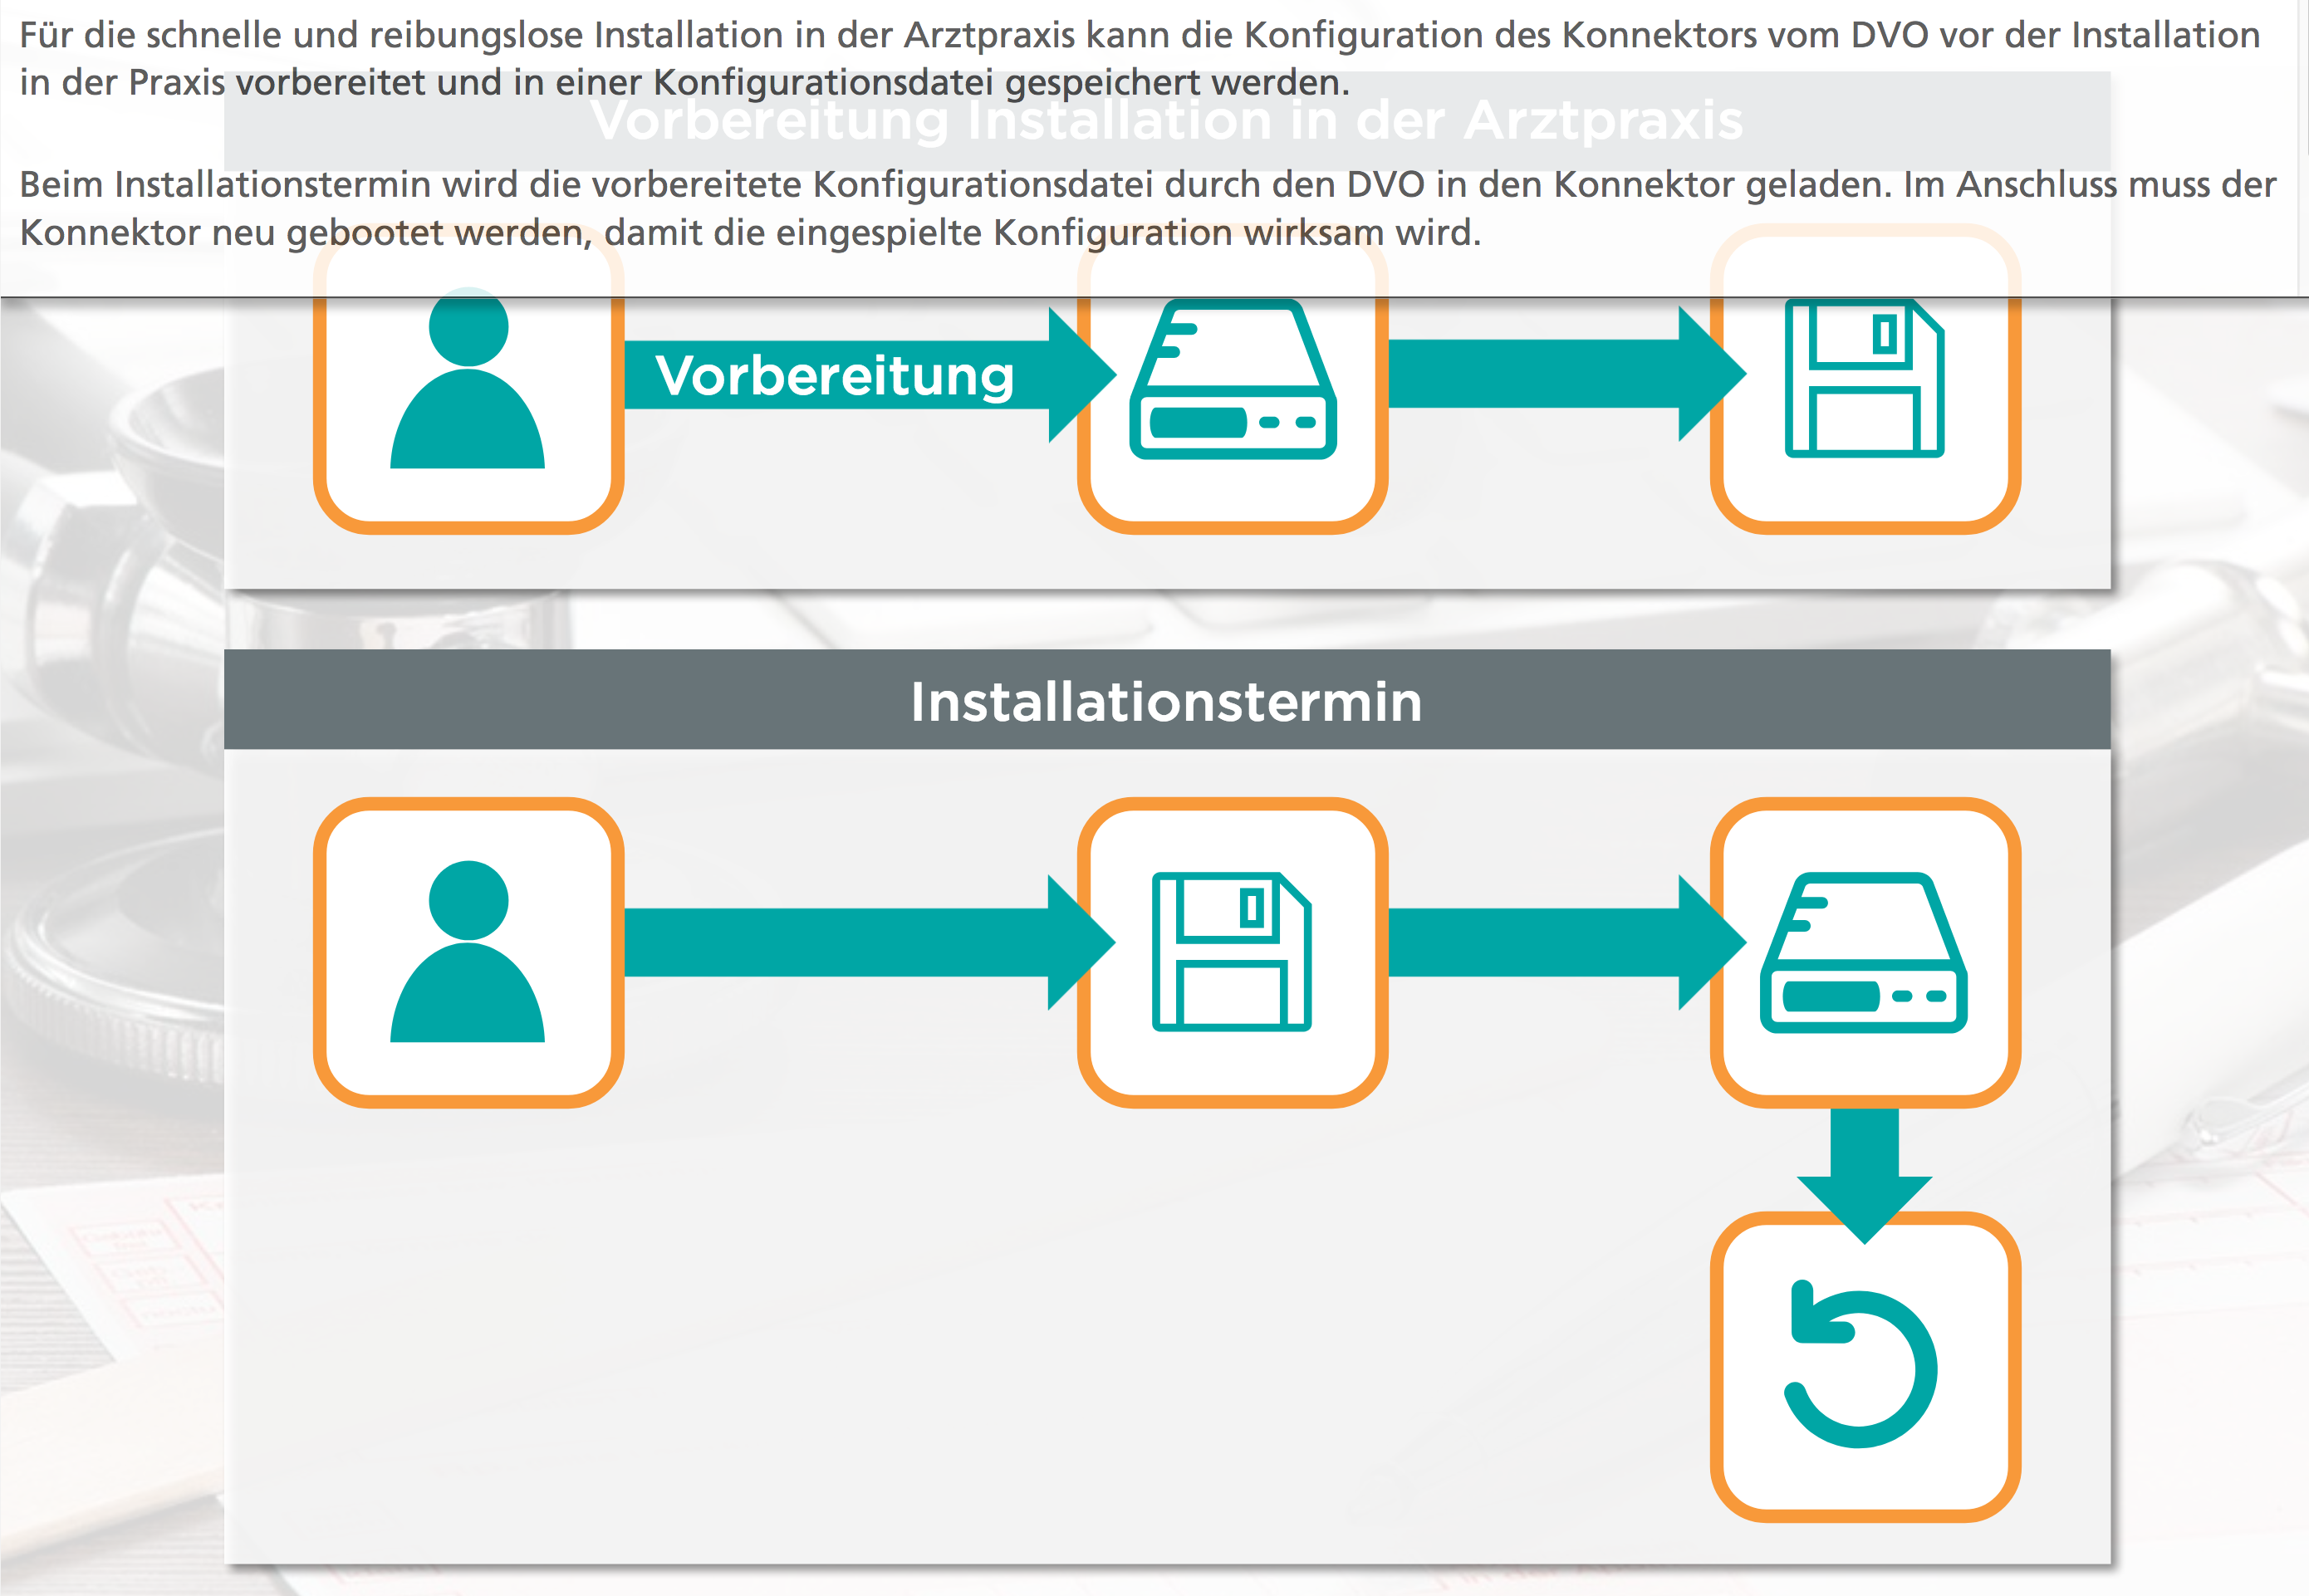 Für die schnelle und reibungslose Installation in der Arztpraxis kann die Konfiguration des Konnektors vom DVO vor der Installation
in der Praxis vorbereitet und in einer Konfigurationsdatei gespeichert werden.
Vorbereitung Installation in der Arztpraxis
Beim Installationstermin wird die vorbereitete Konfigurationsdatei durch den DVO in den Konnektor geladen. Im Anschluss muss der
Konnektor neu gebootet werden, damit die eingespielte Konfiguration wirksam wird.
Vorbereitung
Installationstermin